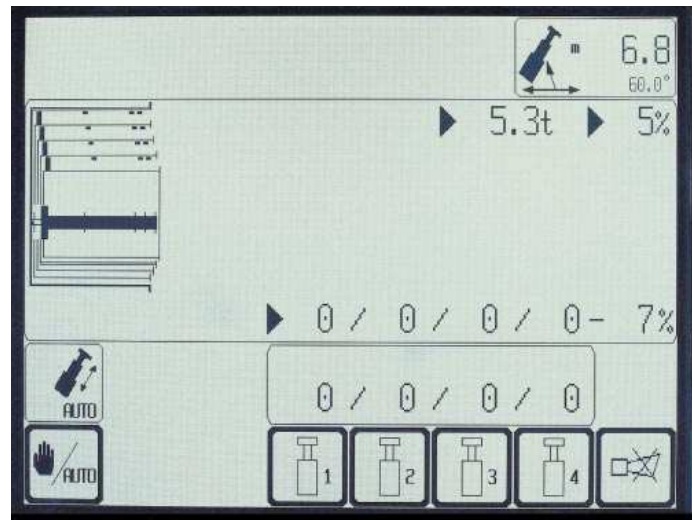 m 6.8
60.0°
5.3t 5%
0 / 0 / 0 / 0 - 7%
AUTO
0 / 0 / 0 / 0
/AUTO
1 2 3 4